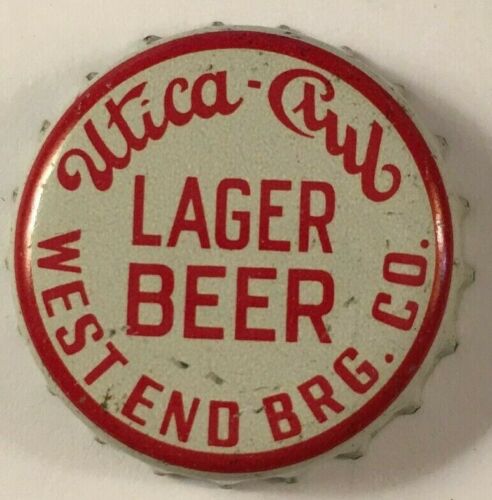 Utica-Club
LAGER
BEER
WEST END BRG. CO.